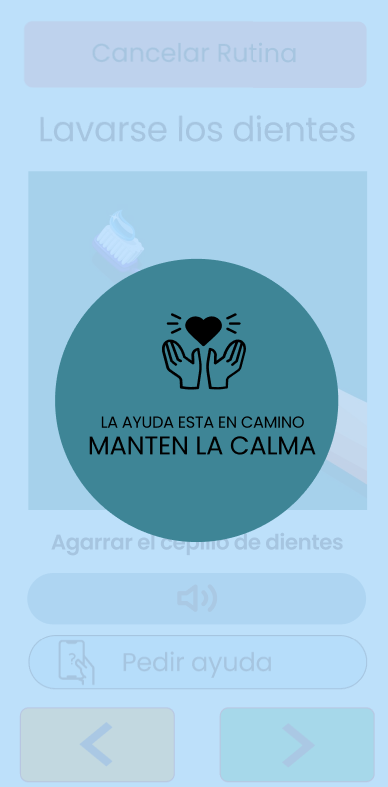 Cancelar Rutina
Lavarse los dientes
LA AYUDA ESTA EN CAMINO
MANTEN LA CALMA
Agarrar el cepillo de dientes
?
Pedir ayuda